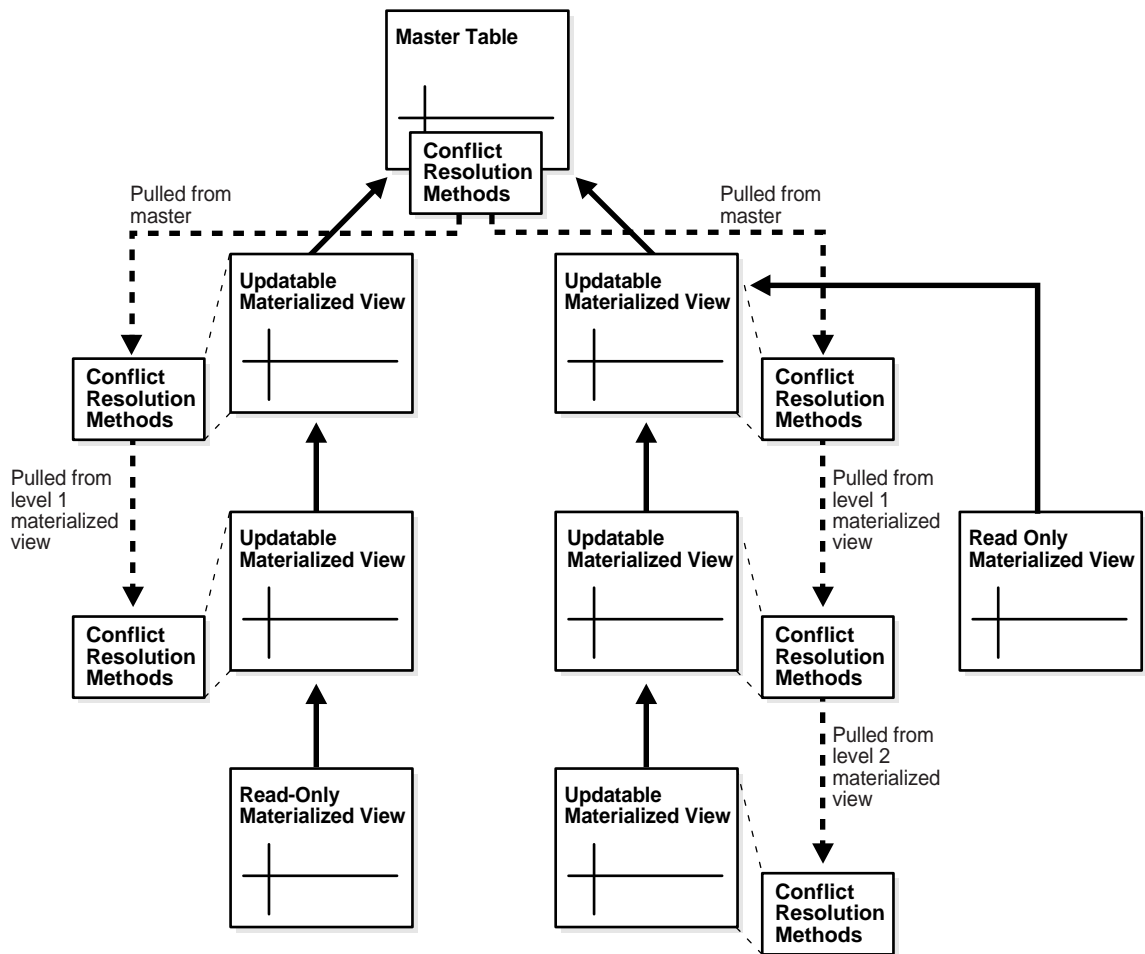 Master Table
Conflict
Resolution
Methods
Pulled from
master
Pulled from
master
Updatable
Materialized View
Updatable
Materialized View
Conflict
Resolution
Methods
Conflict
Resolution
Methods
Pulled from
level 1
materialized
view
Pulled from
level 1
materialized
view
Updatable
Materialized View
Updatable
Materialized View
Read Only
Materialized View
Conflict
Resolution
Methods
Conflict
Resolution
Methods
Pulled from
level 2
materialized
view
Read-Only
Materialized View
Updatable
Materialized View
Conflict
Resolution
Methods